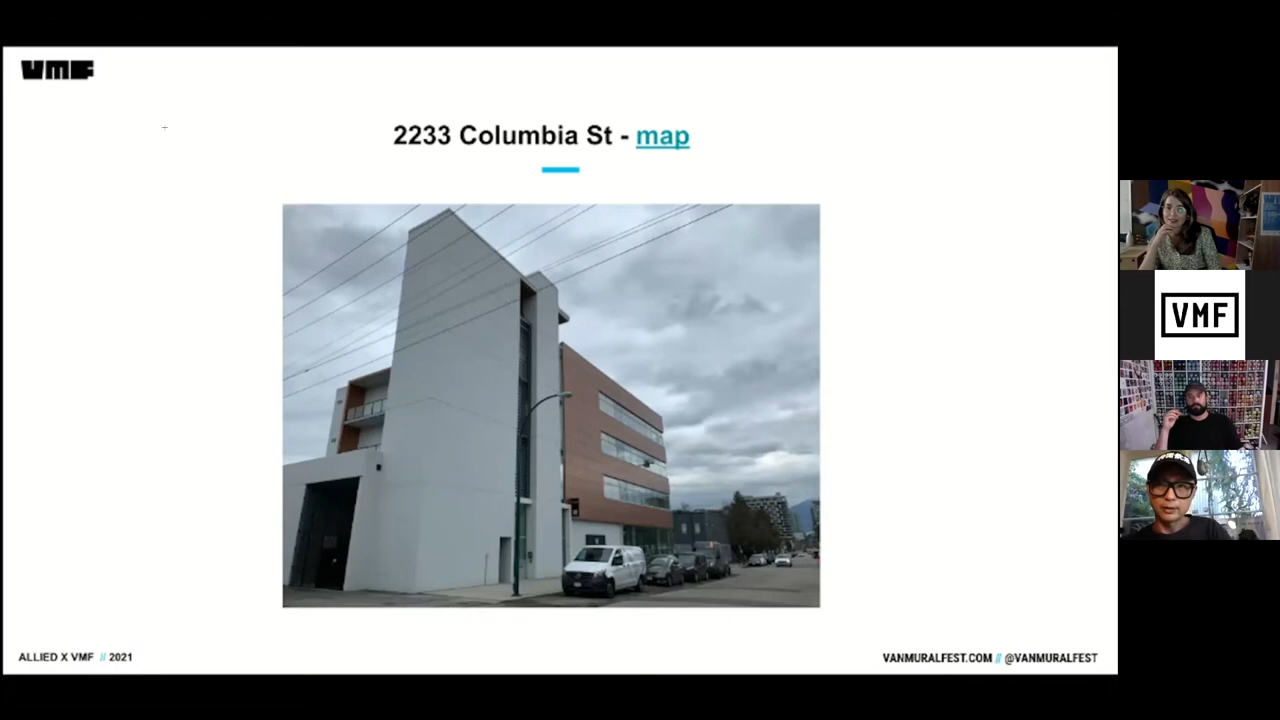 VMF
2233 Columbia St - map
VMF
ALLIED X VMF // 2021
VANMURALFEST.COM // @VANMURALFEST